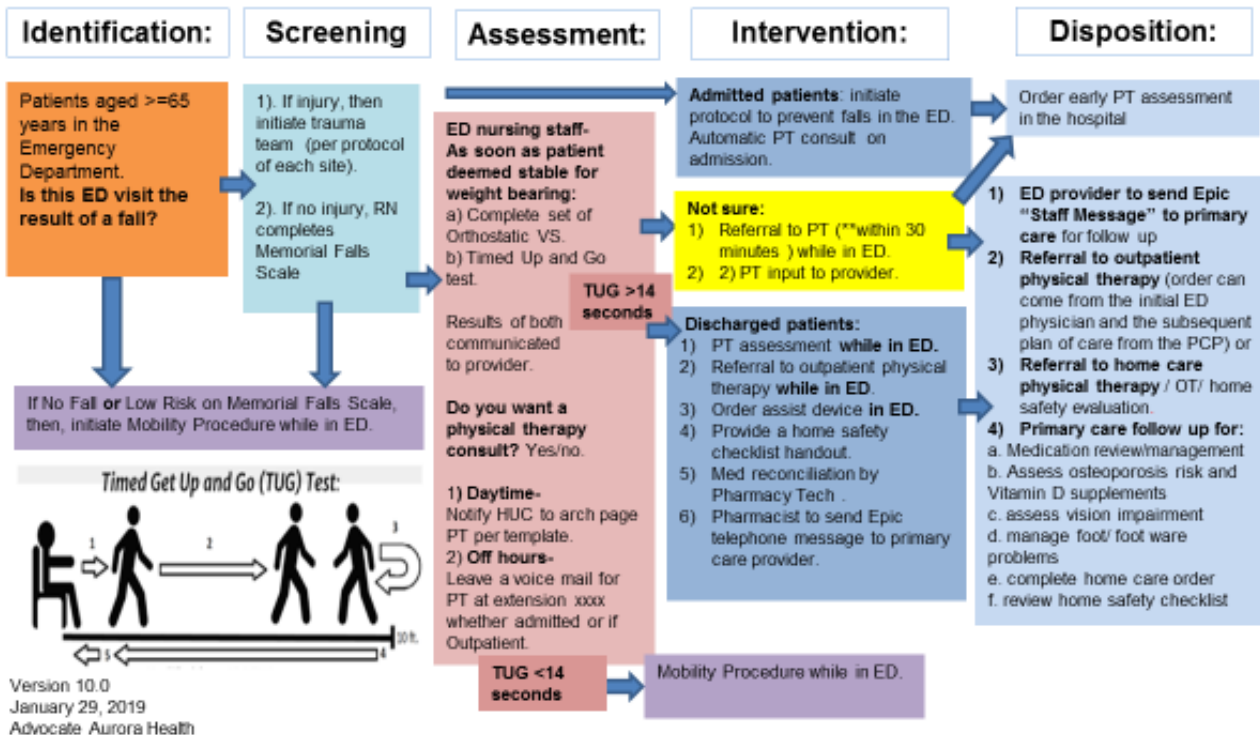 Identification:
Screening
Assessment:
Intervention:
Disposition:
Patients aged >=65
years in the
Emergency
Department.
Is this ED visit the
result of a fall?
1). If injury, then
initiate trauma
team (per protocol
of each site).
2). If no injury, RN
completes
Memorial Falls
Scale
If No Fall or Low Risk on Memorial Falls Scale,
then, initiate Mobility Procedure while in ED.
ED nursing staff-
As soon as patient
deemed stable for
weight bearing:
a) Complete set of
Orthostatic VS.
b) Timed Up and Go
test.
Results of both
communicated
to provider.
Do you want a
physical therapy
consult? Yes/no.
1) Daytime-
Notify HUC to arch page
PT per template.
2) Off hours-
Leave a voice mail for
PT at extension xxxx
whether admitted or if
Outpatient.
TUG >14
seconds
TUG <14
seconds
Admitted patients: initiate
protocol to prevent falls in the ED.
Automatic PT consult on
admission.
Not sure:
1) Referral to PT (**within 30
minutes ) while in ED.
2) 2) PT input to provider.
Discharged patients:
1) PT assessment while in ED.
2) Referral to outpatient physical
therapy while in ED.
3) Order assist device in ED.
4) Provide a home safety
checklist handout.
5) Med reconciliation by
Pharmacy Tech .
6) Pharmacist to send Epic
telephone message to primary
care provider.
Mobility Procedure while in ED.
Order early PT assessment
in the hospital
1) ED provider to send Epic
“Staff Message” to primary
care for follow up
2) Referral to outpatient
physical therapy (order can
come from the initial ED
physician and the subsequent
plan of care from the PCP) or
3) Referral to home care
physical therapy / OT/ home
safety evaluation.
4) Primary care follow up for:
a. Medication review/management
b. Assess osteoporosis risk and
Vitamin D supplements
c. assess vision impairment
d. manage foot/ foot ware
problems
e. complete home care order
f. review home safety checklist
Timed Get Up and Go (TUG) Test:
1
2
3
10 ft.
5
4
Version 10.0
January 29, 2019
Advocate Aurora Health